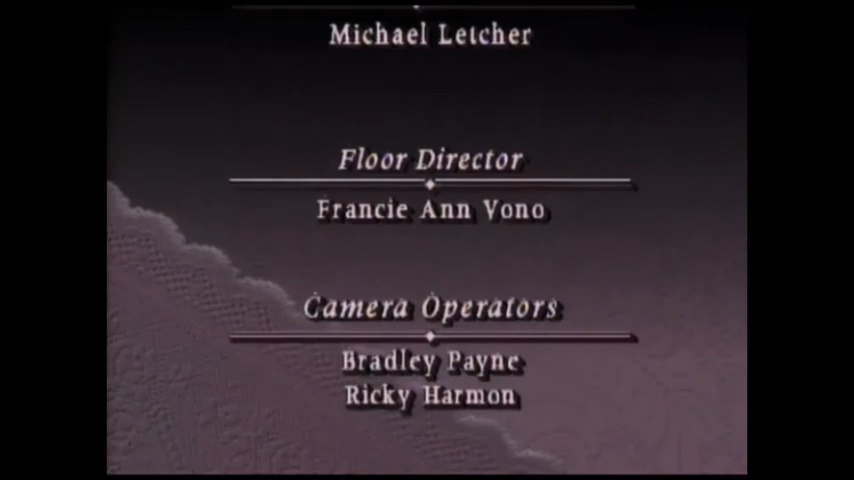 Michael Letcher
Floor Director
Francie Ann Vono
Camera Operators
Bradley Payne
Ricky Harmon